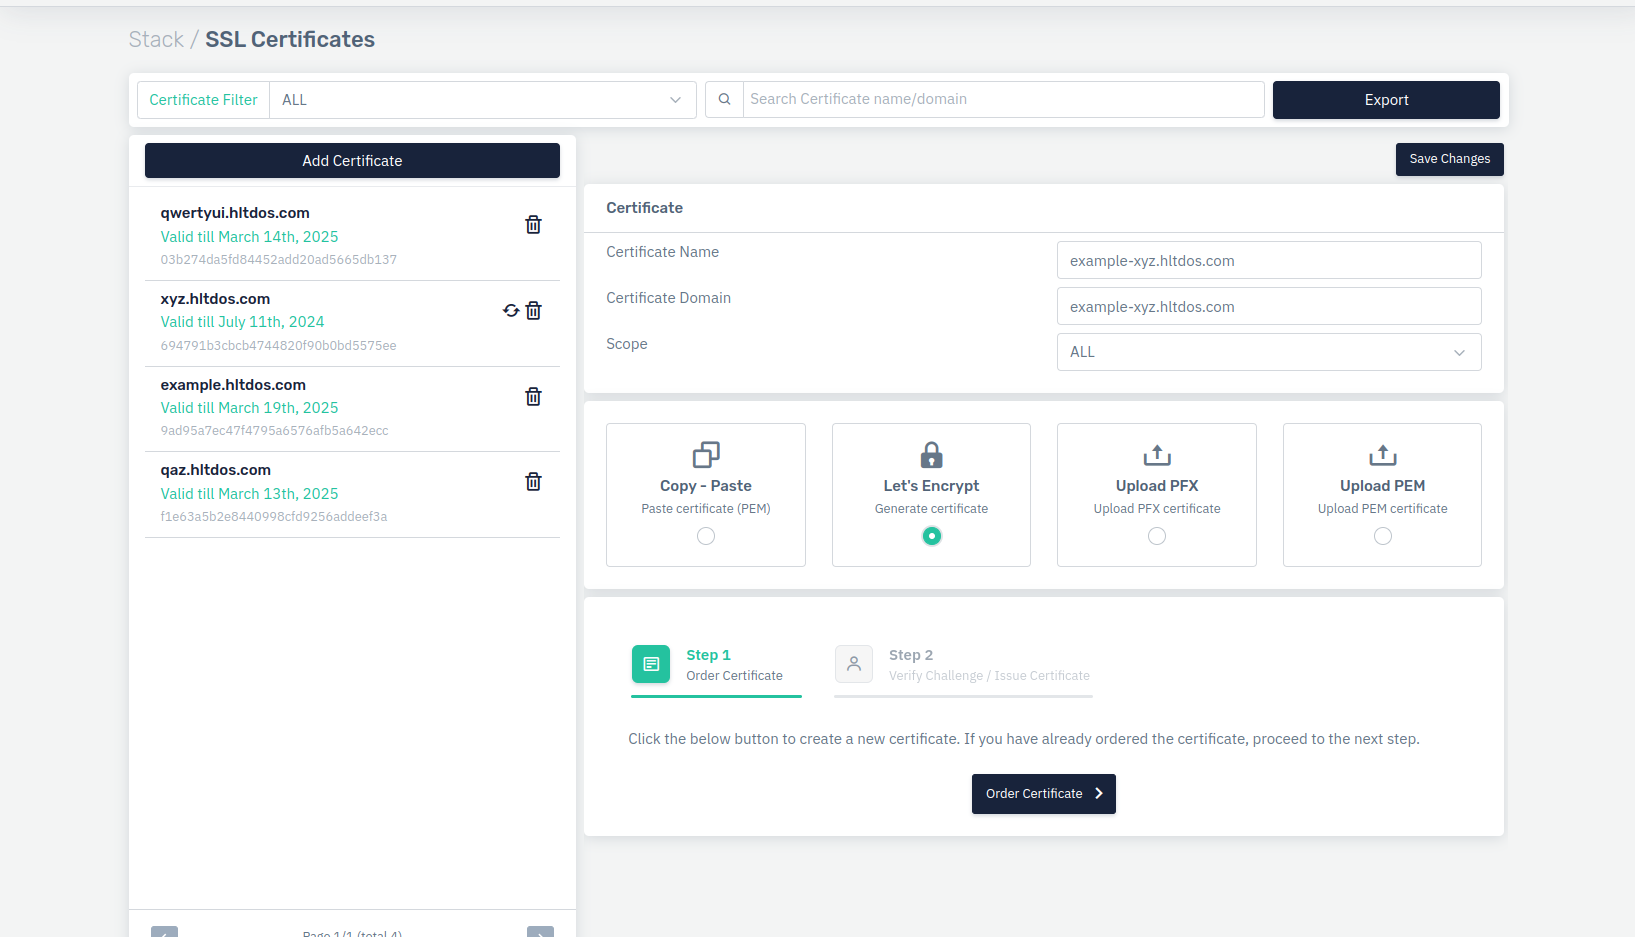 Stack / SSL Certificates
Certificate Filter ALL Search Certificate name/domain Export
Add Certificate
qwertyui.hltdos.com
Valid till March 14th, 2025
03b274da5fd84452add20ad5665db137
xyz.hltdos.com
Valid till July 11th, 2024
694791b3cbcb4744820f90b0bd5575ee
example.hltdos.com
Valid till March 19th, 2025
9ad95a7ec47f4795a6576afb5a642ecc
qaz.hltdos.com
Valid till March 13th, 2025
f1e63a5b2e8440998cfd9256addeef3a
Page 1/1 (total 4)
Save Changes
Certificate
Certificate Name example-xyz.hltdos.com
Certificate Domain example-xyz.hltdos.com
Scope ALL
Copy - Paste
Paste certificate (PEM)
Let's Encrypt
Generate certificate
Upload PFX
Upload PFX certificate
Upload PEM
Upload PEM certificate
Step 1
Order Certificate
Step 2
Verify Challenge / Issue Certificate
Click the below button to create a new certificate. If you have already ordered the certificate, proceed to the next step.
Order Certificate